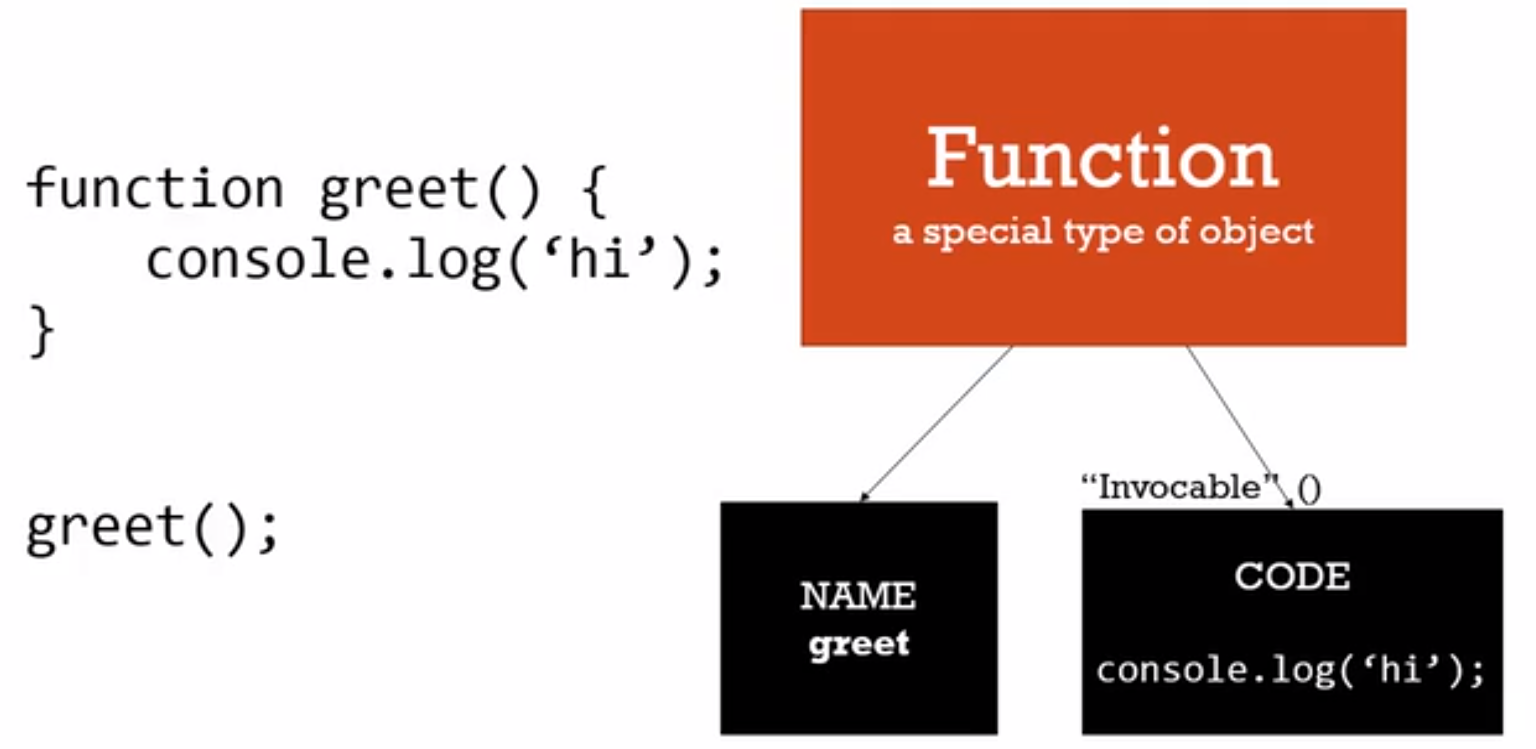 function greet() {
    console.log(‘hi’);
}
greet();
Function
a special type of object
“Invocable” ()
NAME
greet
CODE
console.log(‘hi’);